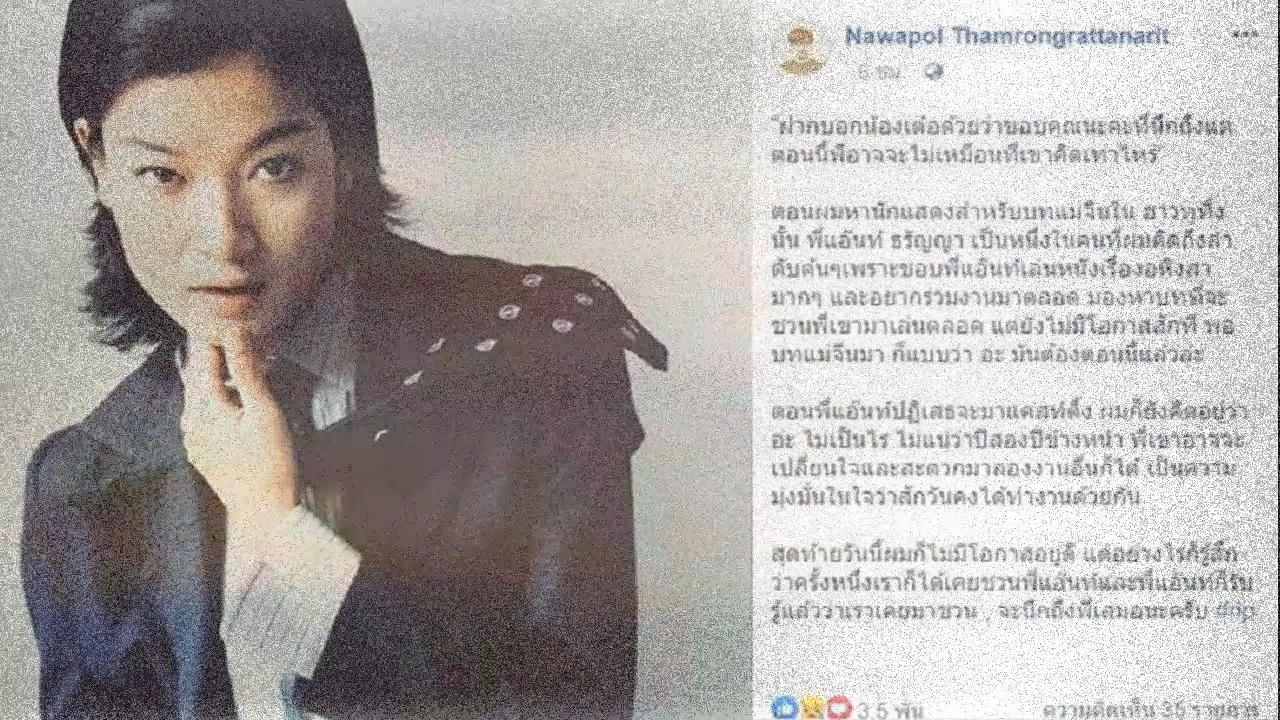 Nawapol Thamrongrattanarit
6 ชม.
"ฝากบอกน้องเต๋อด้วยว่าขอบคุณนะคะที่นึกถึงแต่
ตอนนี้พี่อาจจะไม่เหมือนที่เขาคิดเท่าไหร่
ตอนผมหานักแสดงสำหรับบทแม่จีนใน ฮาวทูทิ้ง
นั้น พี่แอ๊นท์ ธรัญญา เป็นหนึ่งในคนที่ผมคิดถึงลำ
ดับต้นๆเพราะชอบพี่แอ๊นท์เล่นหนังเรื่องอหิงสา
มากๆ และอยากร่วมงานมาตลอด มองหาบทที่จะ
ชวนพี่เขามาเล่นตลอด แต่ยังไม่มีโอกาสสักที พอ
บทแม่จีนมา ก็แบบว่า อะ มันต้องตอนนี้แล้วล่ะ
ตอนพี่แอ๊นท์ปฏิเสธจะมาแคสท์ติ้ง ผมก็ยังคิดอยู่ว่า
อะ ไม่เป็นไร ไม่แน่ว่าปีสองปีข้างหน้า พี่เขาอาจจะ
เปลี่ยนใจและสะดวกมาลองงานอื่นก็ได้ เป็นความ
มุ่งมั่นในใจว่าสักวันคงได้ทำงานด้วยกัน
สุดท้ายวันนี้ผมก็ไม่มีโอกาสอยู่ดี แต่อย่างไรก็รู้สึก
ว่าครั้งหนึ่งเราก็ได้เคยชวนพี่แอ๊นท์และพี่แอ๊นท์ก็รับ
รู้แล้วว่าเราเคยมาชวน , จะนึกถึงพี่เสมอนะครับ #rip
3.5 พัน
ความคิดเห็น 35 รายการ